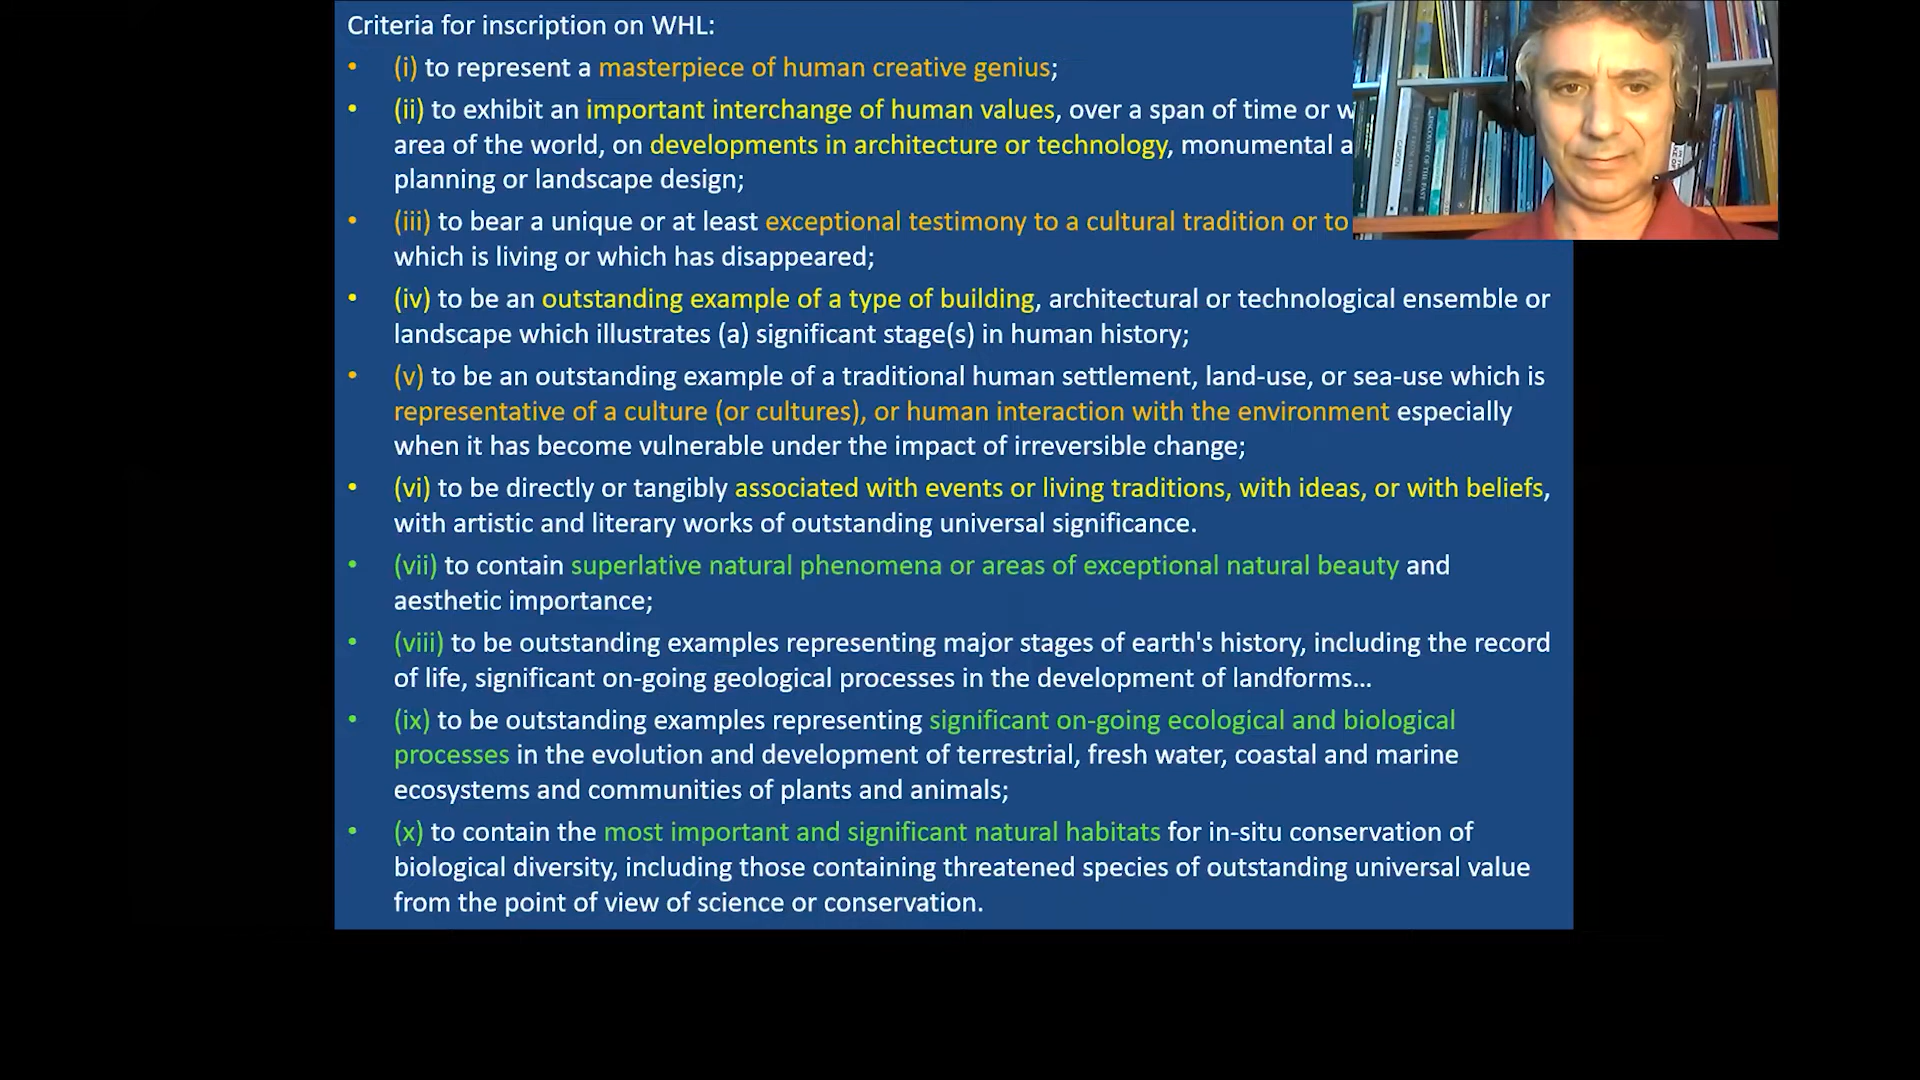 Criteria for inscription on WHL:
• (i) to represent a masterpiece of human creative genius;
• (ii) to exhibit an important interchange of human values, over a span of time or
area of the world, on developments in architecture or technology, monumental
planning or landscape design;
• (iii) to bear a unique or at least exceptional testimony to a cultural tradition or to
which is living or which has disappeared;
• (iv) to be an outstanding example of a type of building, architectural or technological ensemble or
landscape which illustrates (a) significant stage(s) in human history;
• (v) to be an outstanding example of a traditional human settlement, land-use, or sea-use which is
representative of a culture (or cultures), or human interaction with the environment especially
when it has become vulnerable under the impact of irreversible change;
• (vi) to be directly or tangibly associated with events or living traditions, with ideas, or with beliefs,
with artistic and literary works of outstanding universal significance.
• (vii) to contain superlative natural phenomena or areas of exceptional natural beauty and
aesthetic importance;
• (viii) to be outstanding examples representing major stages of earth's history, including the record
of life, significant on-going geological processes in the development of landforms…
• (ix) to be outstanding examples representing significant on-going ecological and biological
processes in the evolution and development of terrestrial, fresh water, coastal and marine
ecosystems and communities of plants and animals;
• (x) to contain the most important and significant natural habitats for in-situ conservation of
biological diversity, including those containing threatened species of outstanding universal value
from the point of view of science or conservation.